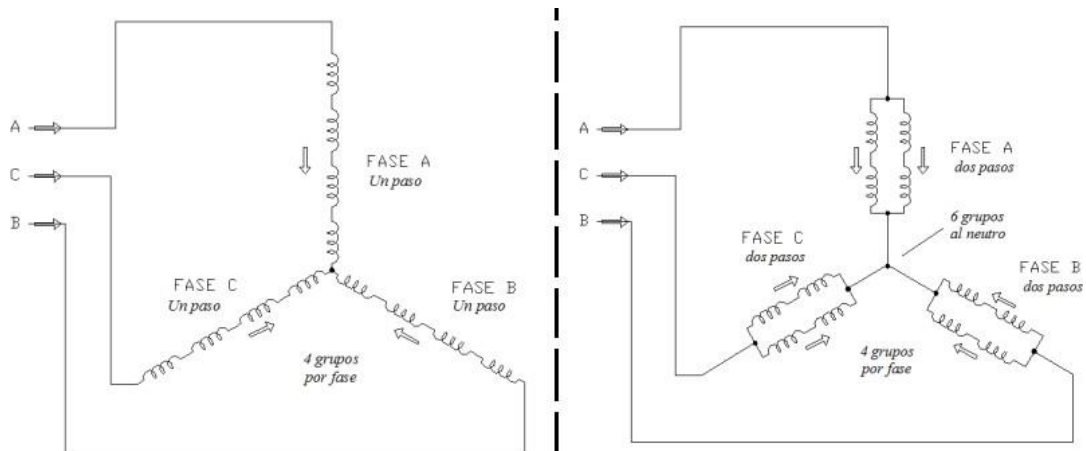 A
C
B
FASE A
Un paso
FASE C
Un paso
FASE B
Un paso
4 grupos
por fase
A
C
B
FASE A
dos pasos
6 grupos
al neutro
FASE C
dos pasos
FASE B
dos pasos
4 grupos
por fase